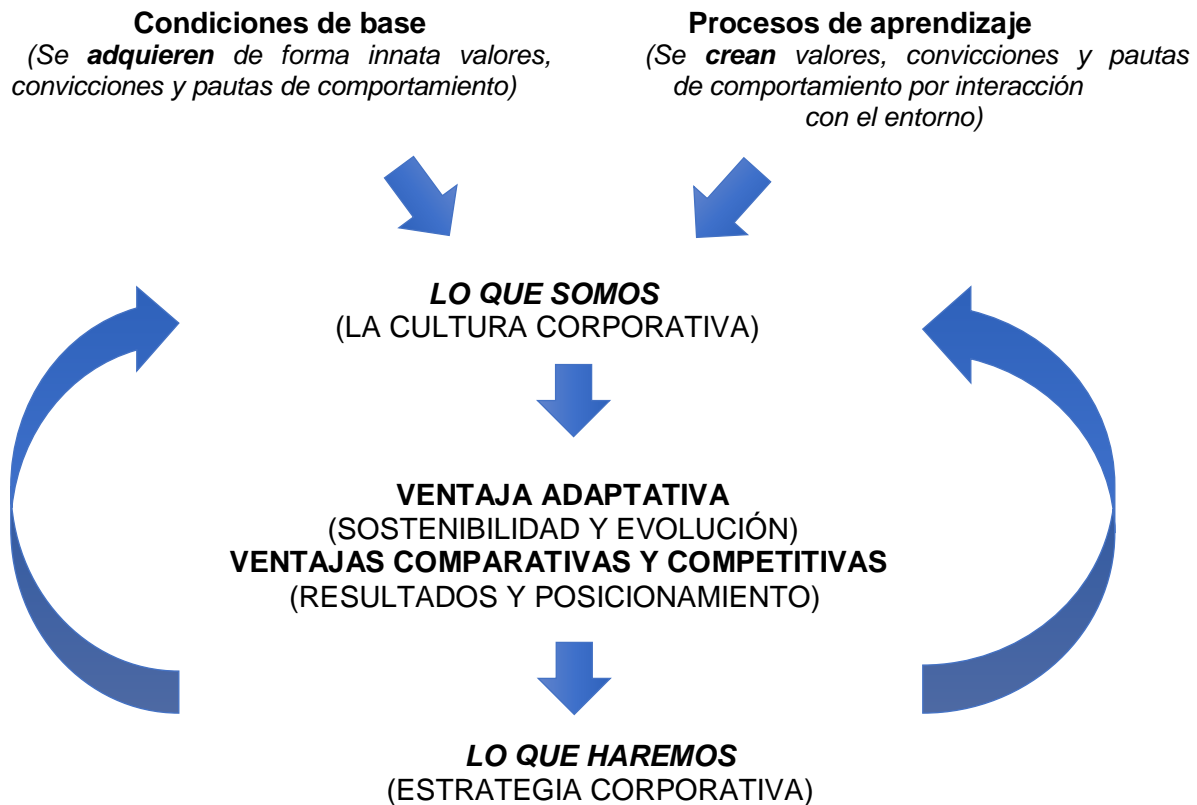 Condiciones de base
(Se adquieren de forma innata valores,
convicciones y pautas de comportamiento)
Procesos de aprendizaje
(Se crean valores, convicciones y pautas
de comportamiento por interacción
con el entorno)
LO QUE SOMOS
(LA CULTURA CORPORATIVA)
VENTAJA ADAPTATIVA
(SOSTENIBILIDAD Y EVOLUCIÓN)
VENTAJAS COMPARATIVAS Y COMPETITIVAS
(RESULTADOS Y POSICIONAMIENTO)
LO QUE HAREMOS
(ESTRATEGIA CORPORATIVA)